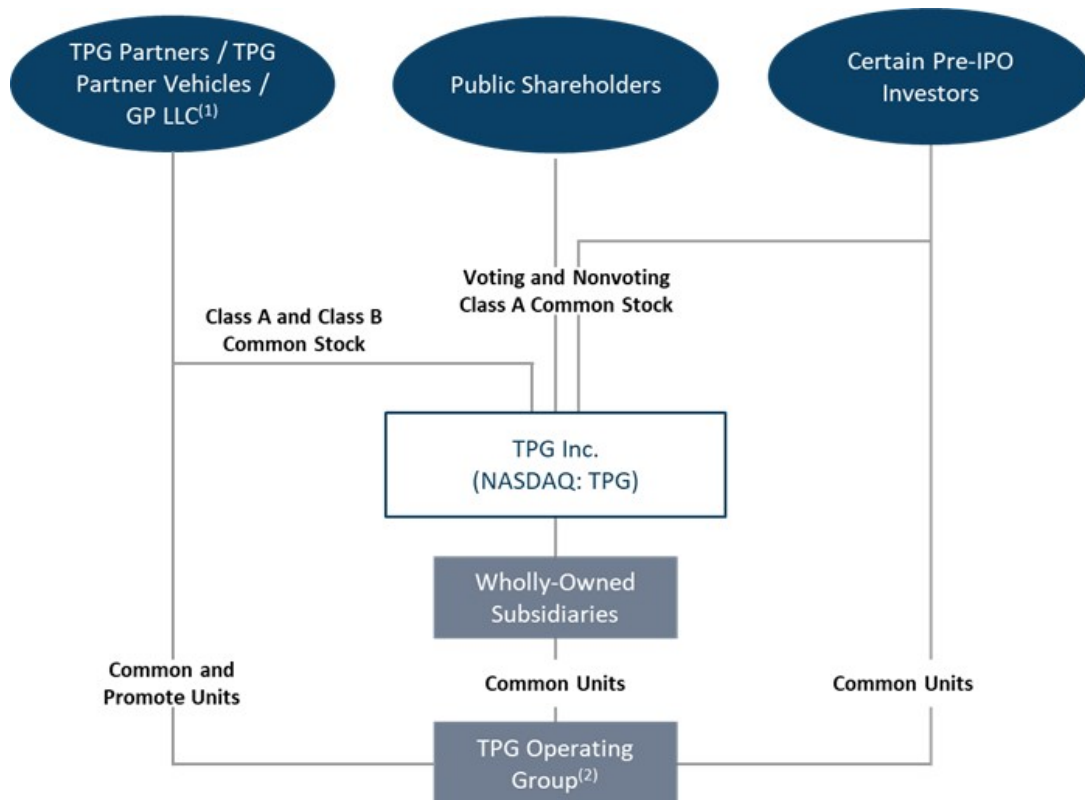 TPG Partners / TPG
Partner Vehicles /
GP LLC(1)
Public Shareholders
Certain Pre-IPO
Investors
Voting and Nonvoting
Class A Common Stock
Class A and Class B
Common Stock
TPG Inc.
(NASDAQ: TPG)
Wholly-Owned
Subsidiaries
Common and
Promote Units
Common Units
Common Units
TPG Operating
Group(2)